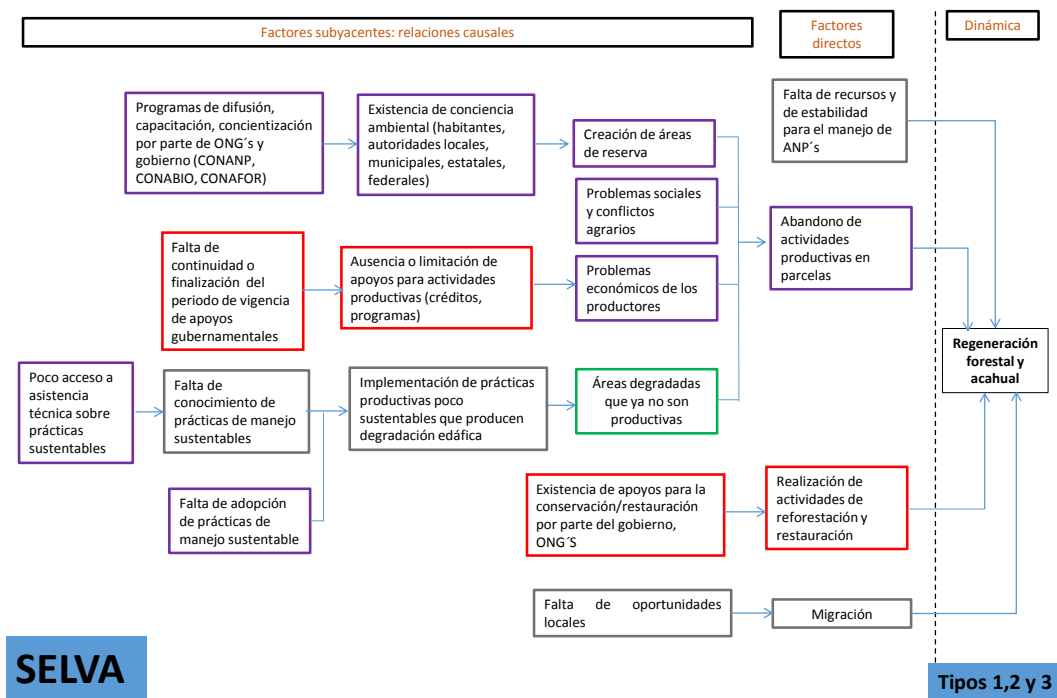 Factores subyacentes: relaciones causales
Factores
directos
Dinámica
Programas de difusión,
capacitación, concientización
por parte de ONG´s y
gobierno (CONANP,
CONABIO, CONAFOR)
Existencia de conciencia
ambiental (habitantes,
autoridades locales,
municipales, estatales,
federales)
Creación de áreas
de reserva
Falta de recursos y
de estabilidad
para el manejo de
ANP´s
Problemas sociales
y conflictos
agrarios
Abandono de
actividades
productivas en
parcelas
Falta de
continuidad o
finalización del
periodo de vigencia
de apoyos
gubernamentales
Ausencia o limitación de
apoyos para actividades
productivas (créditos,
programas)
Problemas
económicos de los
productores
Regeneración
forestal y
acahual
Poco acceso a
asistencia
técnica sobre
prácticas
sustentables
Falta de
conocimiento de
prácticas de manejo
sustentables
Implementación de prácticas
productivas poco
sustentables que producen
degradación edáfica
Áreas degradadas
que ya no son
productivas
Falta de adopción
de prácticas de
manejo sustentable
Existencia de apoyos para la
conservación/restauración
por parte del gobierno,
ONG´S
Realización de
actividades de
reforestación y
restauración
Falta de oportunidades
locales
Migración
SELVA
Tipos 1,2 y 3